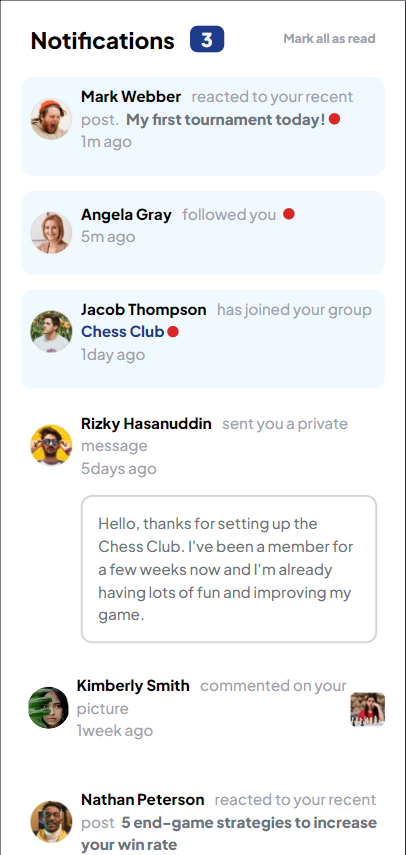 Notifications 3 Mark all as read
Mark Webber reacted to your recent
post. My first tournament today!
1m ago
Angela Gray followed you
5m ago
Jacob Thompson has joined your group
Chess Club
1day ago
Rizky Hasanuddin sent you a private
message
5days ago
Hello, thanks for setting up the
Chess Club. I've been a member for
a few weeks now and I'm already
having lots of fun and improving my
game.
Kimberly Smith commented on your
picture
1week ago
Nathan Peterson reacted to your recent
post 5 end-game strategies to increase
your win rate